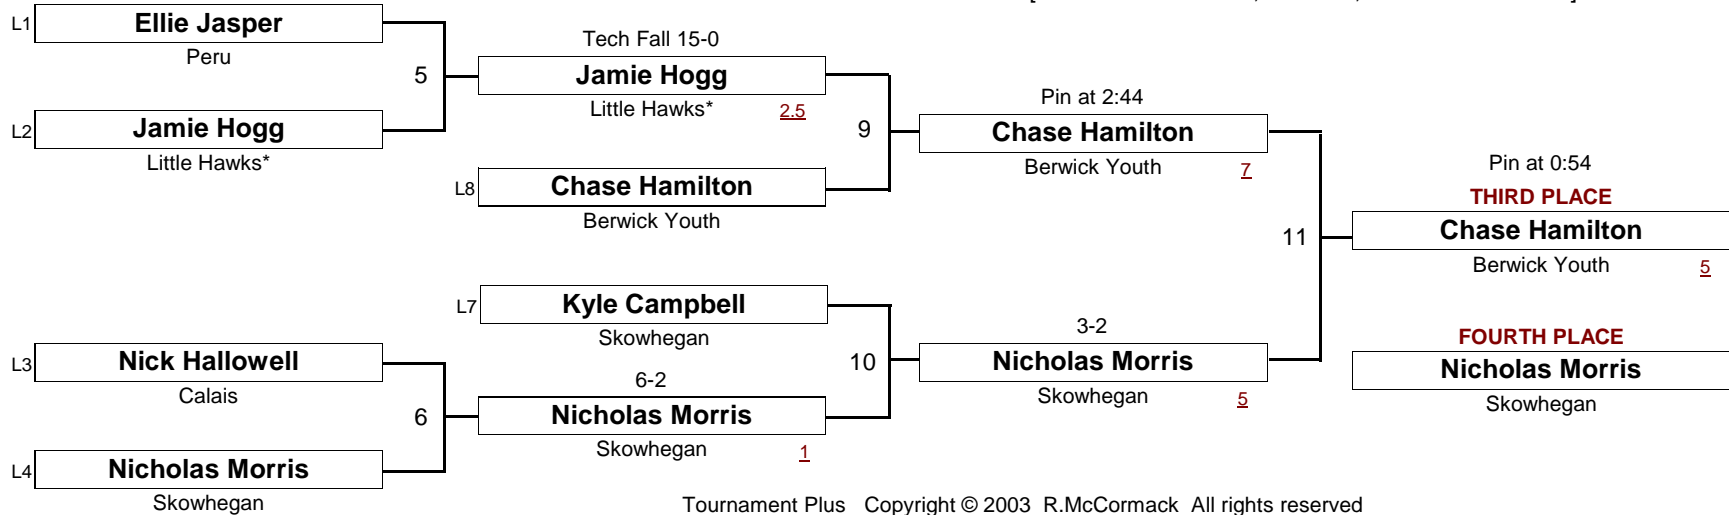 L1 Ellie Jasper
Peru
5
L2 Jamie Hogg
Little Hawks*
Tech Fall 15-0
Jamie Hogg
Little Hawks* 2.5
9
L8 Chase Hamilton
Berwick Youth
Pin at 2:44
Chase Hamilton
Berwick Youth 7
11
Pin at 0:54
THIRD PLACE
Chase Hamilton
Berwick Youth 5
L7 Kyle Campbell
Skowhegan
10
L3 Nick Hallowell
Calais
6
L4 Nicholas Morris
Skowhegan
6-2
Nicholas Morris
Skowhegan 1
3-2
Nicholas Morris
Skowhegan 5
FOURTH PLACE
Nicholas Morris
Skowhegan
Tournament Plus Copyright © 2003 R.McCormack All rights reserved